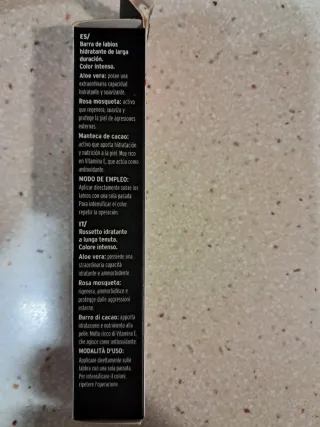 ES/
Barra de labios
hidratante de larga
duración.
Color intenso.
Aloe vera: posee una
extraordinaria capacidad
hidratante y suavizante.
Rosa mosqueta: activo
que regenera, suaviza y
protege la piel de agresiones
externas.
Manteca de cacao:
activo que aporta hidratación
y nutrición a la piel. Muy rico
en Vitamina E, que actúa como
antioxidante.
MODO DE EMPLEO:
Aplicar directamente sobre los
labios con una sola pasada.
Para intensificar el color
repetir la operación.
IT/
Rossetto idratante
a lunga tenuta.
Colore intenso.
Aloe vera: possiede una
straordinaria capacità
idratante e ammorbidente.
Rosa mosqueta:
rigenera, ammorbidisce e
protegge dalle aggressioni
esterne.
Burro di cacao: apporta
idratazione e nutrimento alla
pelle. Molto ricco di Vitamina E,
che agisce come antiossidante.
MODALITÀ D'USO:
Applicare direttamente sulle
labbra con una sola passata.
Per intensificare il colore,
ripetere l'operazione.